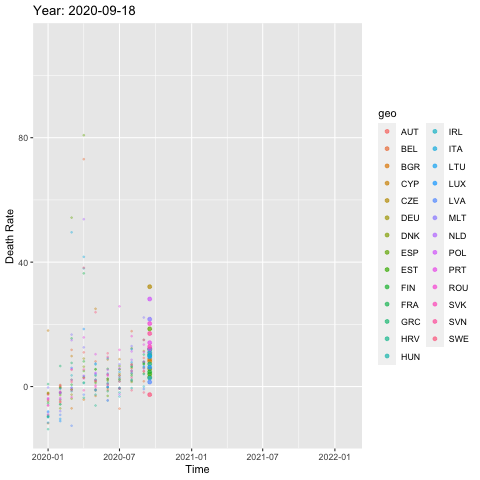 Year: 2020-09-18
Death Rate
80
40
0
2020-01
2020-07
2021-01
2021-07
2022-01
Time
geo
AUT
BEL
BGR
CYP
CZE
DEU
DNK
ESP
EST
FIN
FRA
GRC
HRV
HUN
IRL
ITA
LTU
LUX
LVA
MLT
NLD
POL
PRT
ROU
SVK
SVN
SWE